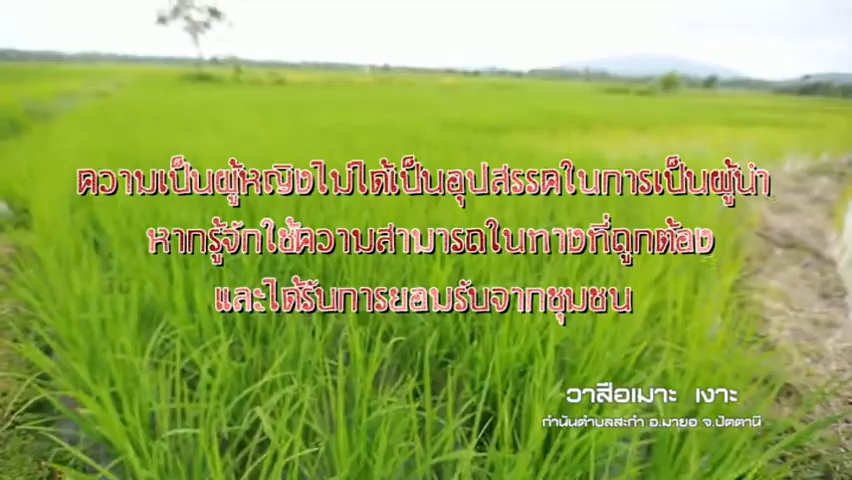 ความเป็นผู้หญิงไม่ได้เป็นอุปสรรคในการเป็นผู้นำ
หากรู้จักใช้ความสามารถในทางที่ถูกต้อง
และได้รับการยอมรับจากชุมชน
วาสือเมาะ เงาะ
กำนันตำบลสะกำ อ.มายอ จ.ปัตตานี